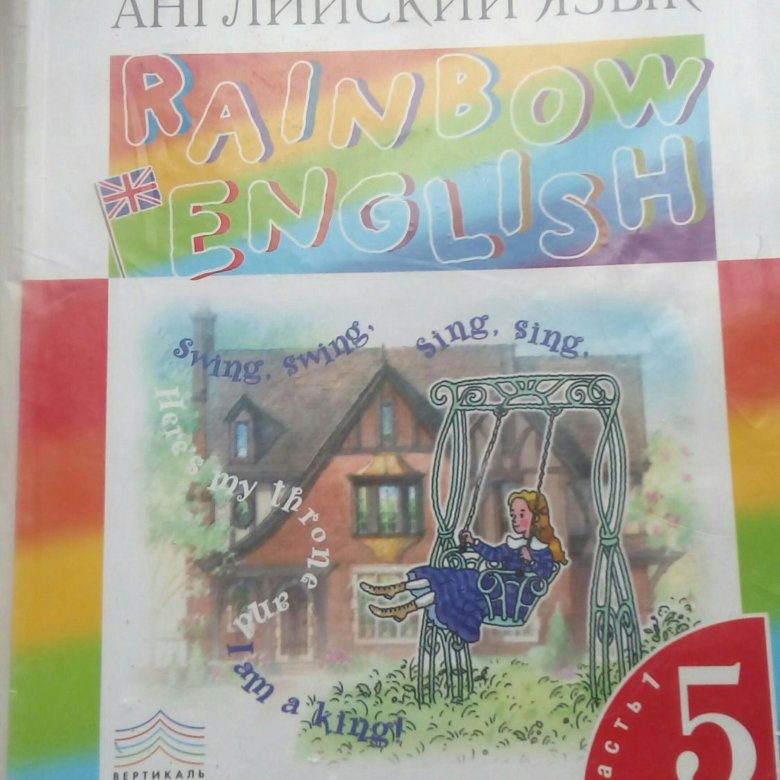 АНГЛИЙСКИЙ ЯЗЫК
RAINBOW
ENGLISH
Swing, swing,
sing, sing,
Here's my throne
and
I am a king!
часть 1
5
ВЕРТИКАЛЬ